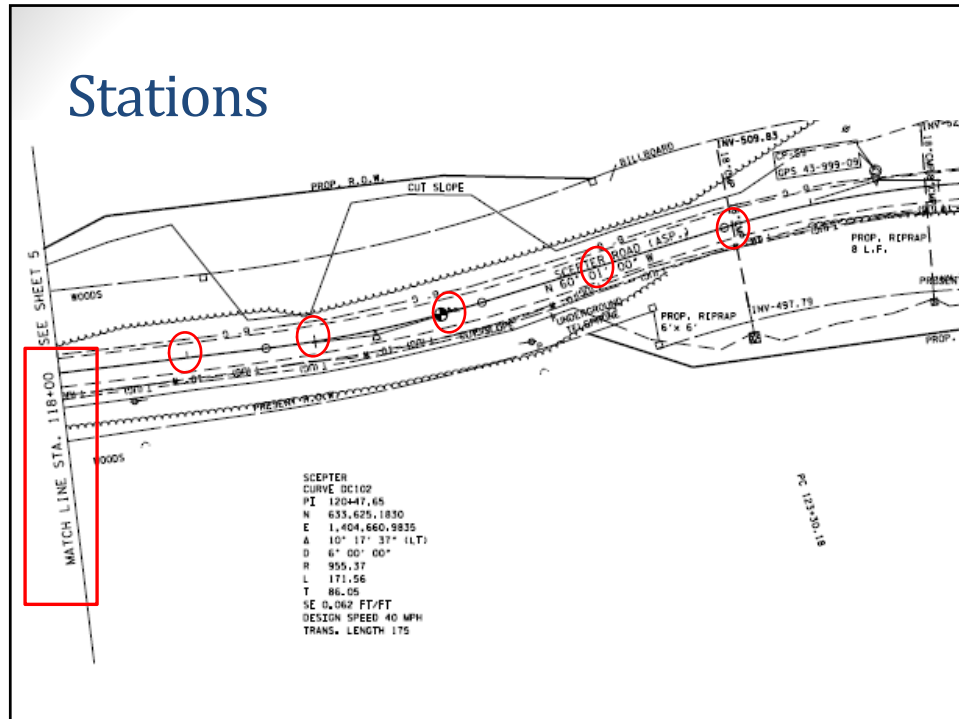 Stations
INV-509.83
BILLBOARD
18" CMP
GPS 43-999-09
PROP. R.O.W.
CUT SLOPE
SEE SHEET 5
SCEPTER ROAD (ASP.)
N 60° 01' 00" W
WOODS
PROP. RIPRAP
8 L.F.
INV-497.79
UNDERGROUND
TELEPHONE
PROP. RIPRAP
6'x 6'
PROP.
PRESENT R.O.W.
WOODS
MATCH LINE STA. 118+00
PC 123+30.18
SCEPTER
CURVE DC102
PI 120+47.65
N 633,625.1830
E 1,404,660.9835
Δ 10° 17' 37" (LT)
D 6° 00' 00"
R 955.37
L 171.56
T 86.05
SE 0.062 FT/FT
DESIGN SPEED 40 MPH
TRANS. LENGTH 175